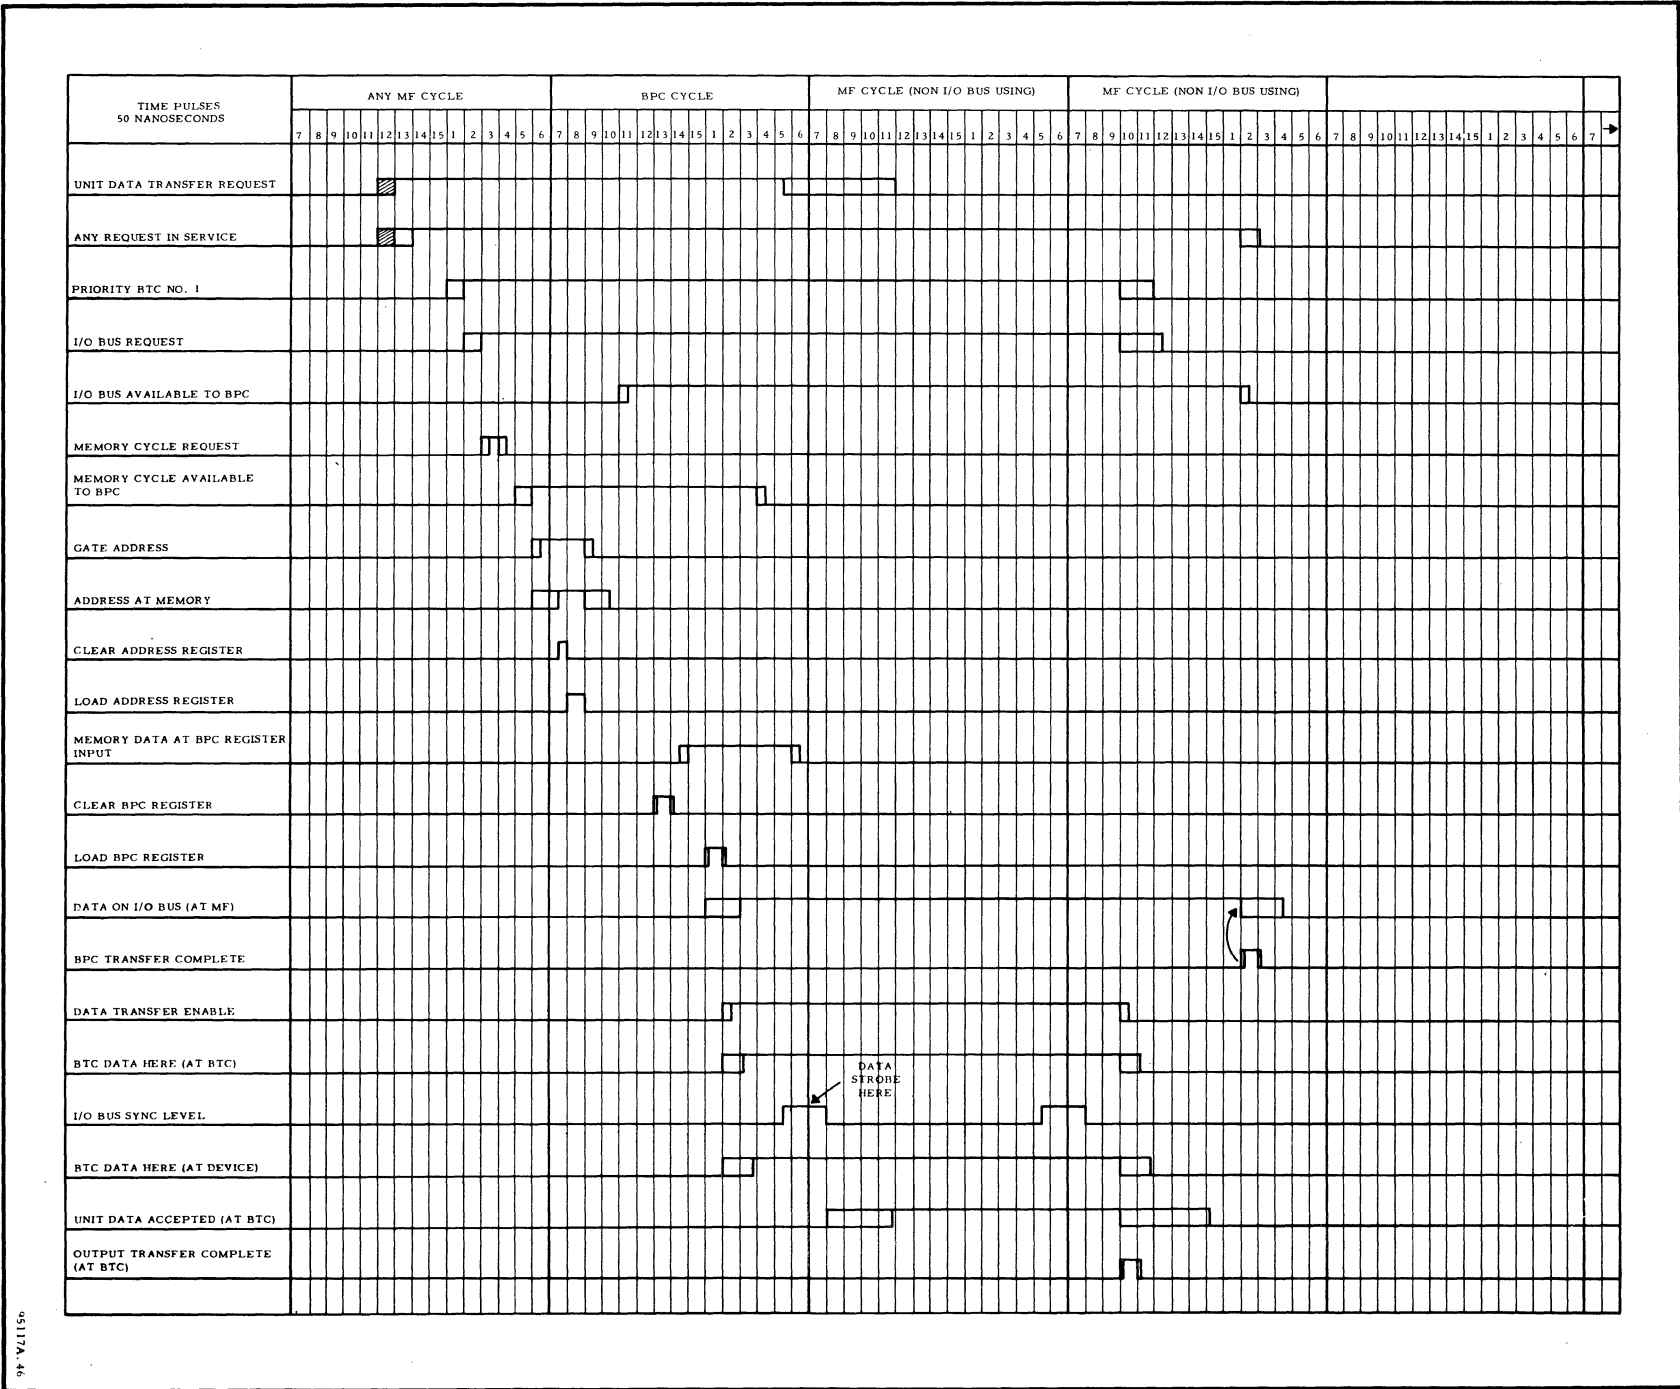 TIME PULSES
50 NANOSECONDS
ANY MF CYCLE
BPC CYCLE
MF CYCLE (NON I/O BUS USING)
MF CYCLE (NON I/O BUS USING)
7 8 9 10 11 12 13 14 15 1 2 3 4 5 6 7 8 9 10 11 12 13 14 15 1 2 3 4 5 6 7 8 9 10 11 12 13 14 15 1 2 3 4 5 6 7 8 9 10 11 12 13 14 15 1 2 3 4 5 6 7 8 9 10 11 12 13 14 15 1 2 3 4 5 6 7
UNIT DATA TRANSFER REQUEST
ANY REQUEST IN SERVICE
PRIORITY BTC NO. 1
I/O BUS REQUEST
I/O BUS AVAILABLE TO BPC
MEMORY CYCLE REQUEST
MEMORY CYCLE AVAILABLE
TO BPC
GATE ADDRESS
ADDRESS AT MEMORY
CLEAR ADDRESS REGISTER
LOAD ADDRESS REGISTER
MEMORY DATA AT BPC REGISTER
INPUT
CLEAR BPC REGISTER
LOAD BPC REGISTER
DATA ON I/O BUS (AT MF)
BPC TRANSFER COMPLETE
DATA TRANSFER ENABLE
BTC DATA HERE (AT BTC)
DATA
STROBE
HERE
I/O BUS SYNC LEVEL
BTC DATA HERE (AT DEVICE)
UNIT DATA ACCEPTED (AT BTC)
OUTPUT TRANSFER COMPLETE
(AT BTC)
95117A.46